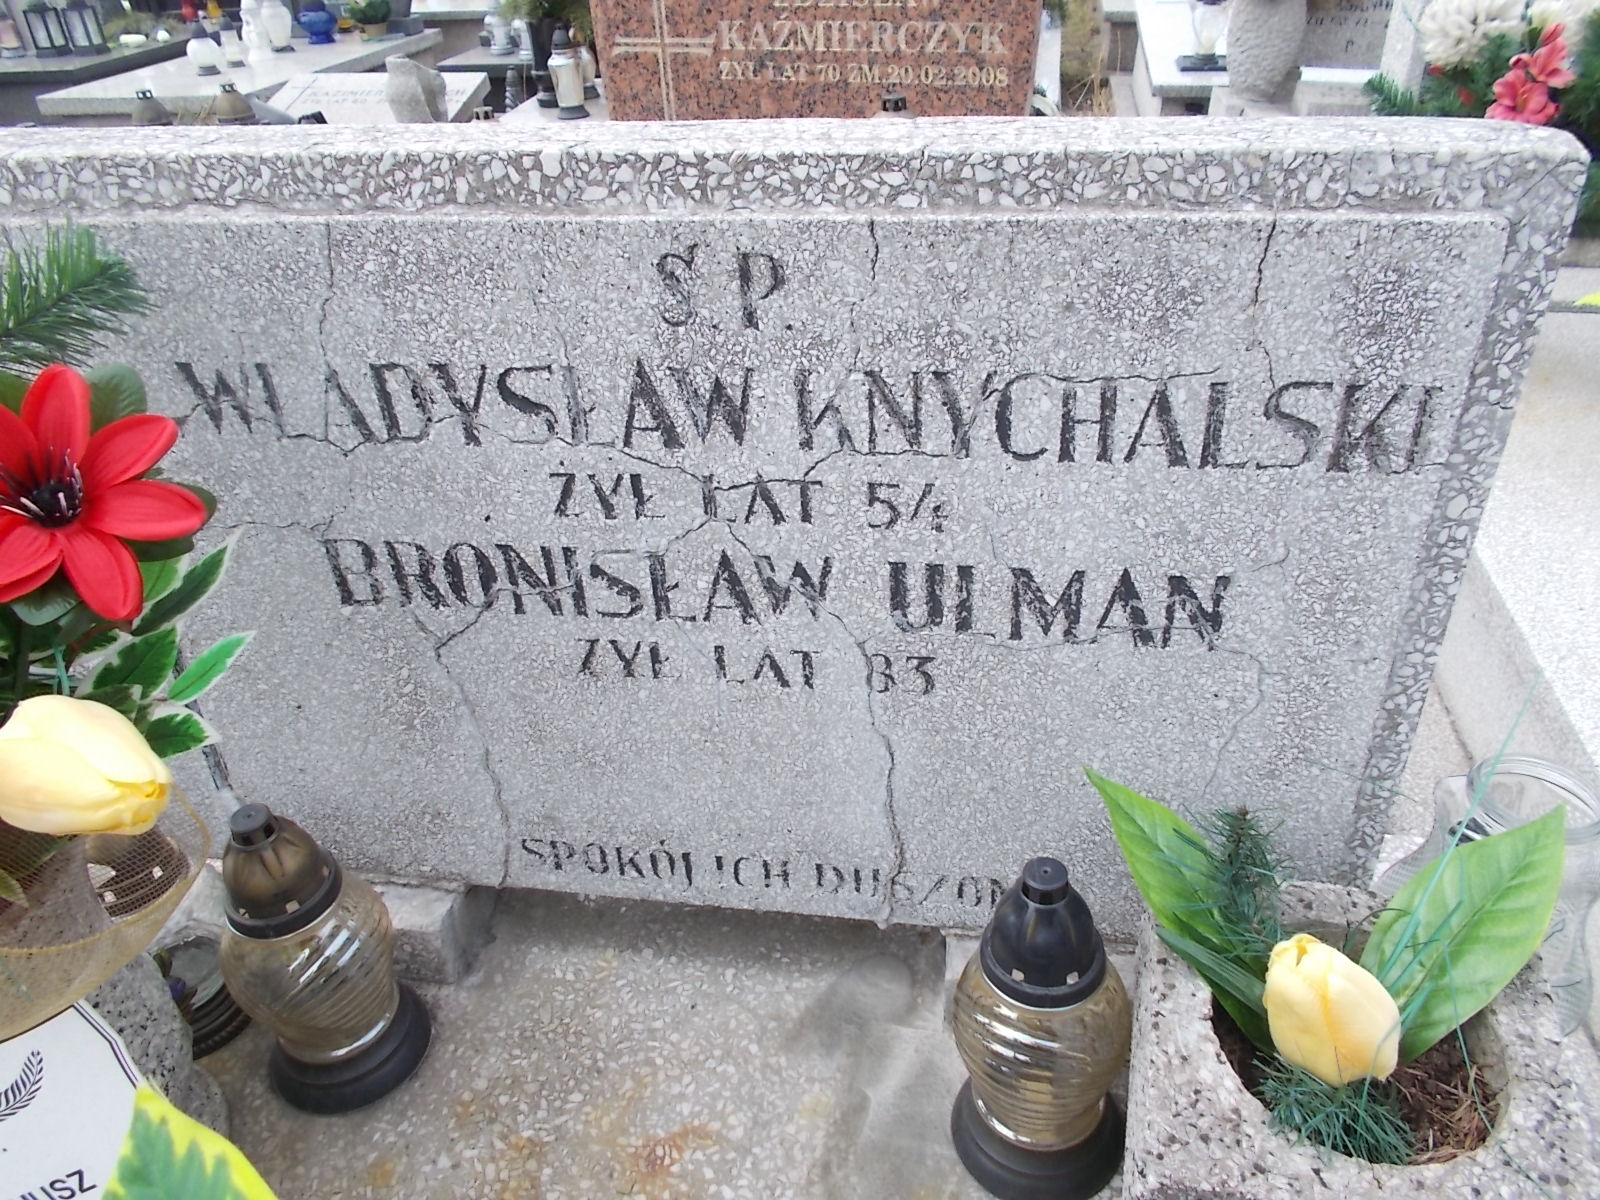 KAŹMIERCZYK
ŻYŁ LAT 70 ZM.20.02.2008
Ś.P.
WŁADYSŁAW KNYCHALSKI
ŻYŁ LAT 54
BRONISŁAW ULMAN
ŻYŁ LAT 83
SPOKÓJ ICH DUSZOM